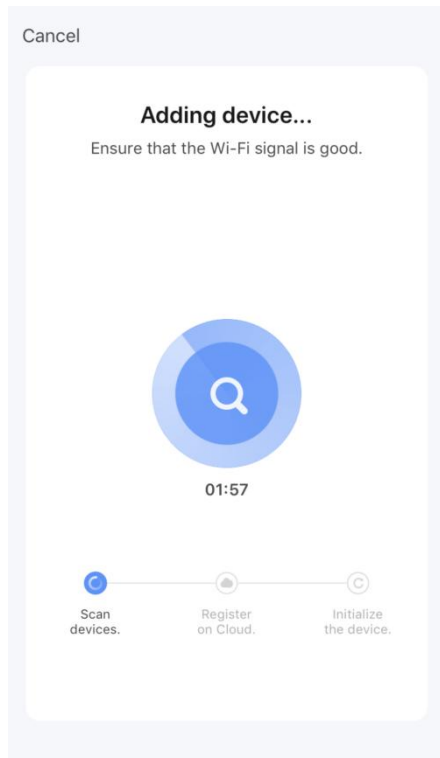 Cancel
Adding device...
Ensure that the Wi-Fi signal is good.
01:57
Scan
devices.
Register
on Cloud.
Initialize
the device.